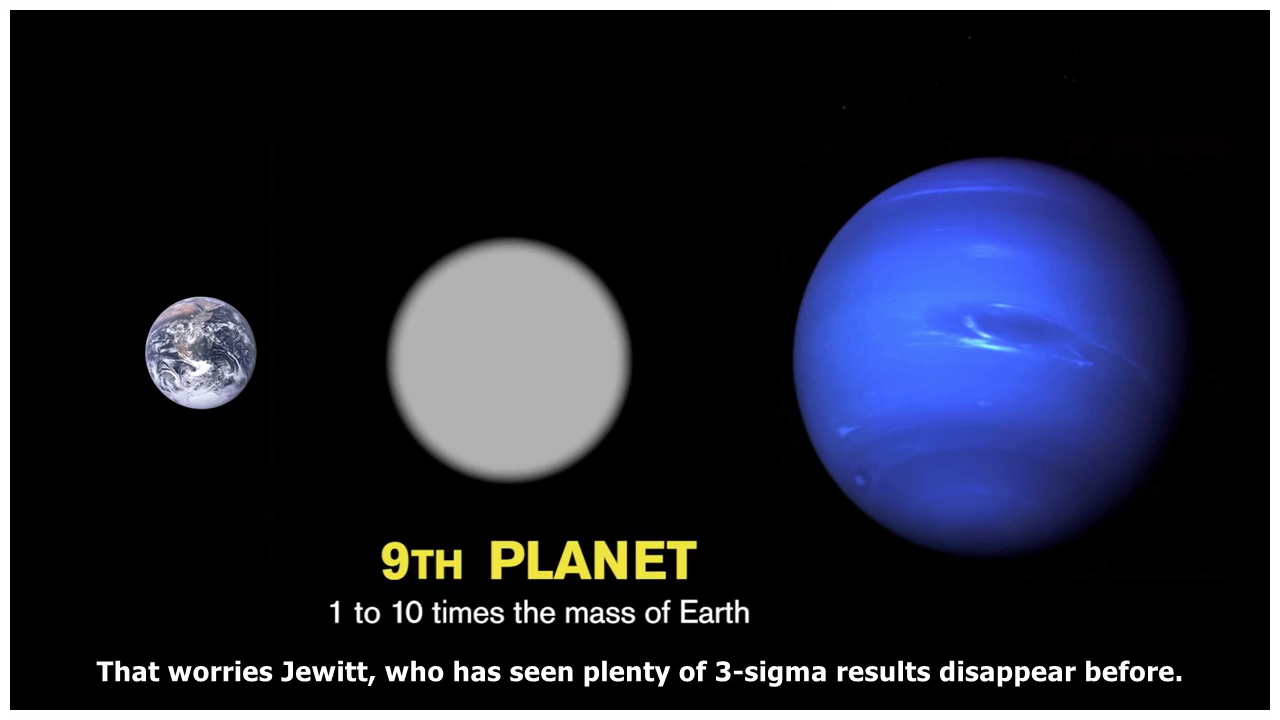 9TH PLANET
1 to 10 times the mass of Earth
That worries Jewitt, who has seen plenty of 3-sigma results disappear before.